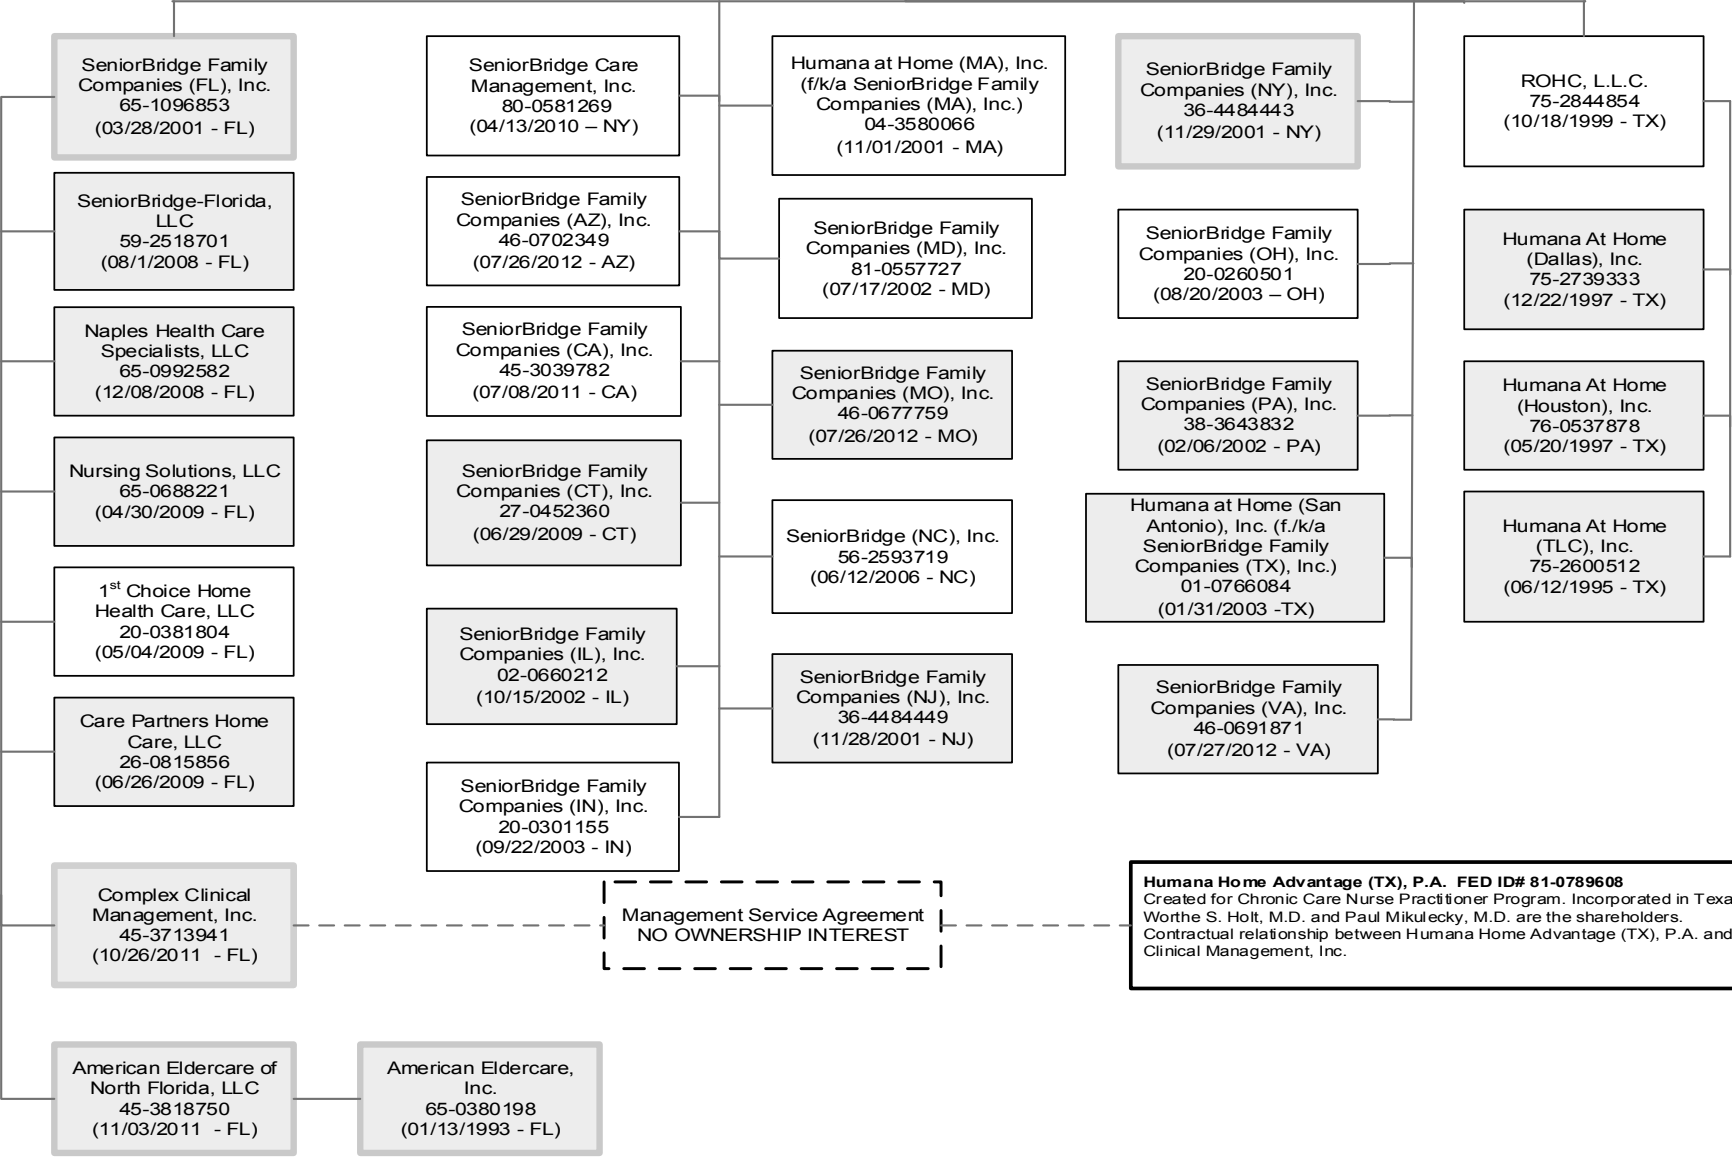 SeniorBridge Family
Companies (FL), Inc.
65-1096853
(03/28/2001 - FL)
SeniorBridge-Florida,
LLC
59-2518701
(08/1/2008 - FL)
Naples Health Care
Specialists, LLC
65-0992582
(12/08/2008 - FL)
Nursing Solutions, LLC
65-0688221
(04/30/2009 - FL)
1st Choice Home
Health Care, LLC
20-0381804
(05/04/2009 - FL)
Care Partners Home
Care, LLC
26-0815856
(06/26/2009 - FL)
Complex Clinical
Management, Inc.
45-3713941
(10/26/2011  - FL)
American Eldercare of
North Florida, LLC
45-3818750
(11/03/2011  - FL)
American Eldercare,
Inc.
65-0380198
(01/13/1993 - FL)
SeniorBridge Care
Management, Inc.
80-0581269
(04/13/2010 – NY)
SeniorBridge Family
Companies (AZ), Inc.
46-0702349
(07/26/2012 - AZ)
SeniorBridge Family
Companies (CA), Inc.
45-3039782
(07/08/2011 - CA)
SeniorBridge Family
Companies (CT), Inc.
27-0452360
(06/29/2009 - CT)
SeniorBridge Family
Companies (IL), Inc.
02-0660212
(10/15/2002 - IL)
SeniorBridge Family
Companies (IN), Inc.
20-0301155
(09/22/2003 - IN)
Humana at Home (MA), Inc.
(f/k/a SeniorBridge Family
Companies (MA), Inc.)
04-3580066
(11/01/2001 - MA)
SeniorBridge Family
Companies (MD), Inc.
81-0557727
(07/17/2002 - MD)
SeniorBridge Family
Companies (MO), Inc.
46-0677759
(07/26/2012 - MO)
SeniorBridge (NC), Inc.
56-2593719
(06/12/2006 - NC)
SeniorBridge Family
Companies (NJ), Inc.
36-4484449
(11/28/2001 - NJ)
Management Service Agreement
NO OWNERSHIP INTEREST
SeniorBridge Family
Companies (NY), Inc.
36-4484443
(11/29/2001 - NY)
SeniorBridge Family
Companies (OH), Inc.
20-0260501
(08/20/2003 – OH)
SeniorBridge Family
Companies (PA), Inc.
38-3643832
(02/06/2002 - PA)
Humana at Home (San
Antonio), Inc. (f./k/a
SeniorBridge Family
Companies (TX), Inc.)
01-0766084
(01/31/2003 -TX)
SeniorBridge Family
Companies (VA), Inc.
46-0691871
(07/27/2012 - VA)
ROHC, L.L.C.
75-2844854
(10/18/1999 - TX)
Humana At Home
(Dallas), Inc.
75-2739333
(12/22/1997 - TX)
Humana At Home
(Houston), Inc.
76-0537878
(05/20/1997 - TX)
Humana At Home
(TLC), Inc.
75-2600512
(06/12/1995 - TX)
Humana Home Advantage (TX), P.A.  FED ID# 81-0789608
Created for Chronic Care Nurse Practitioner Program. Incorporated in Texa
Worthe S. Holt, M.D. and Paul Mikulecky, M.D. are the shareholders.
Contractual relationship between Humana Home Advantage (TX), P.A. and
Clinical Management, Inc.